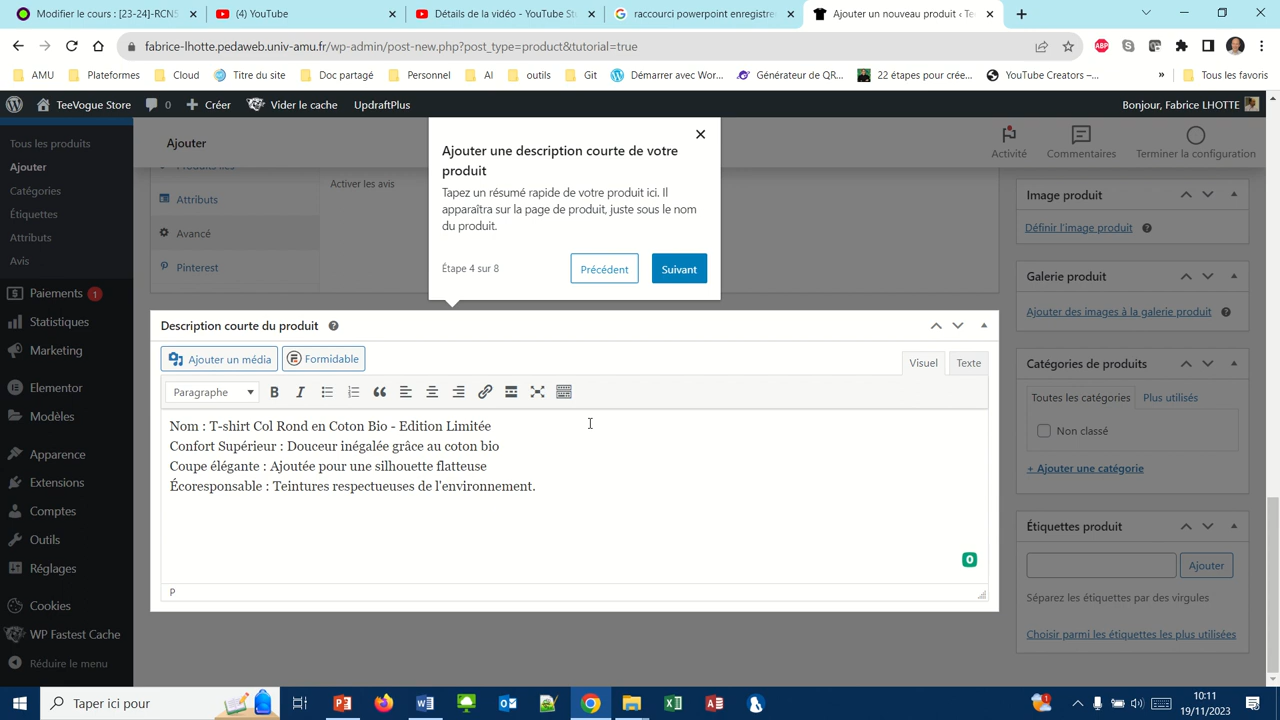 Modifier le cours : [23-24]-RCNS
(4) YouTube
Détails de la vidéo - YouTube St
raccourci powerpoint enregistre
Ajouter un nouveau produit ‹ Te
fabrice-lhotte.pedaweb.univ-amu.fr/wp-admin/post-new.php?post_type=product&tutorial=true
AMU
Plateformes
Cloud
Titre du site
Doc partagé
Personnel
AI
outils
Git
Démarrer avec Wor...
Générateur de QR...
22 étapes pour crée...
YouTube Creators –...
»
Tous les favoris
TeeVogue Store
0
Créer
Vider le cache
UpdraftPlus
Bonjour, Fabrice LHOTTE
Tous les produits
Ajouter
Catégories
Étiquettes
Attributs
Avis
Paiements 1
Statistiques
Marketing
Elementor
Modèles
Apparence
Extensions
Comptes
Outils
Réglages
Cookies
WP Fastest Cache
Réduire le menu
Ajouter
Activité
Commentaires
Terminer la configuration
Produits liés
Attributs
Avancé
Pinterest
Activer les avis
Ajouter une description courte de votre
produit
Tapez un résumé rapide de votre produit ici. Il
apparaîtra sur la page de produit, juste sous le nom
du produit.
Étape 4 sur 8
Précédent
Suivant
Description courte du produit
Ajouter un média
Formidable
Visuel
Texte
Paragraphe
B
I
Nom : T-shirt Col Rond en Coton Bio - Edition Limitée
Confort Supérieur : Douceur inégalée grâce au coton bio
Coupe élégante : Ajoutée pour une silhouette flatteuse
Écoresponsable : Teintures respectueuses de l'environnement.
0
P
Image produit
Définir l'image produit
Galerie produit
Ajouter des images à la galerie produit
Catégories de produits
Toutes les catégories
Plus utilisés
Non classé
+ Ajouter une catégorie
Étiquettes produit
Ajouter
Séparez les étiquettes par des virgules
Choisir parmi les étiquettes les plus utilisées
Taper ici pour
10:11
19/11/2023